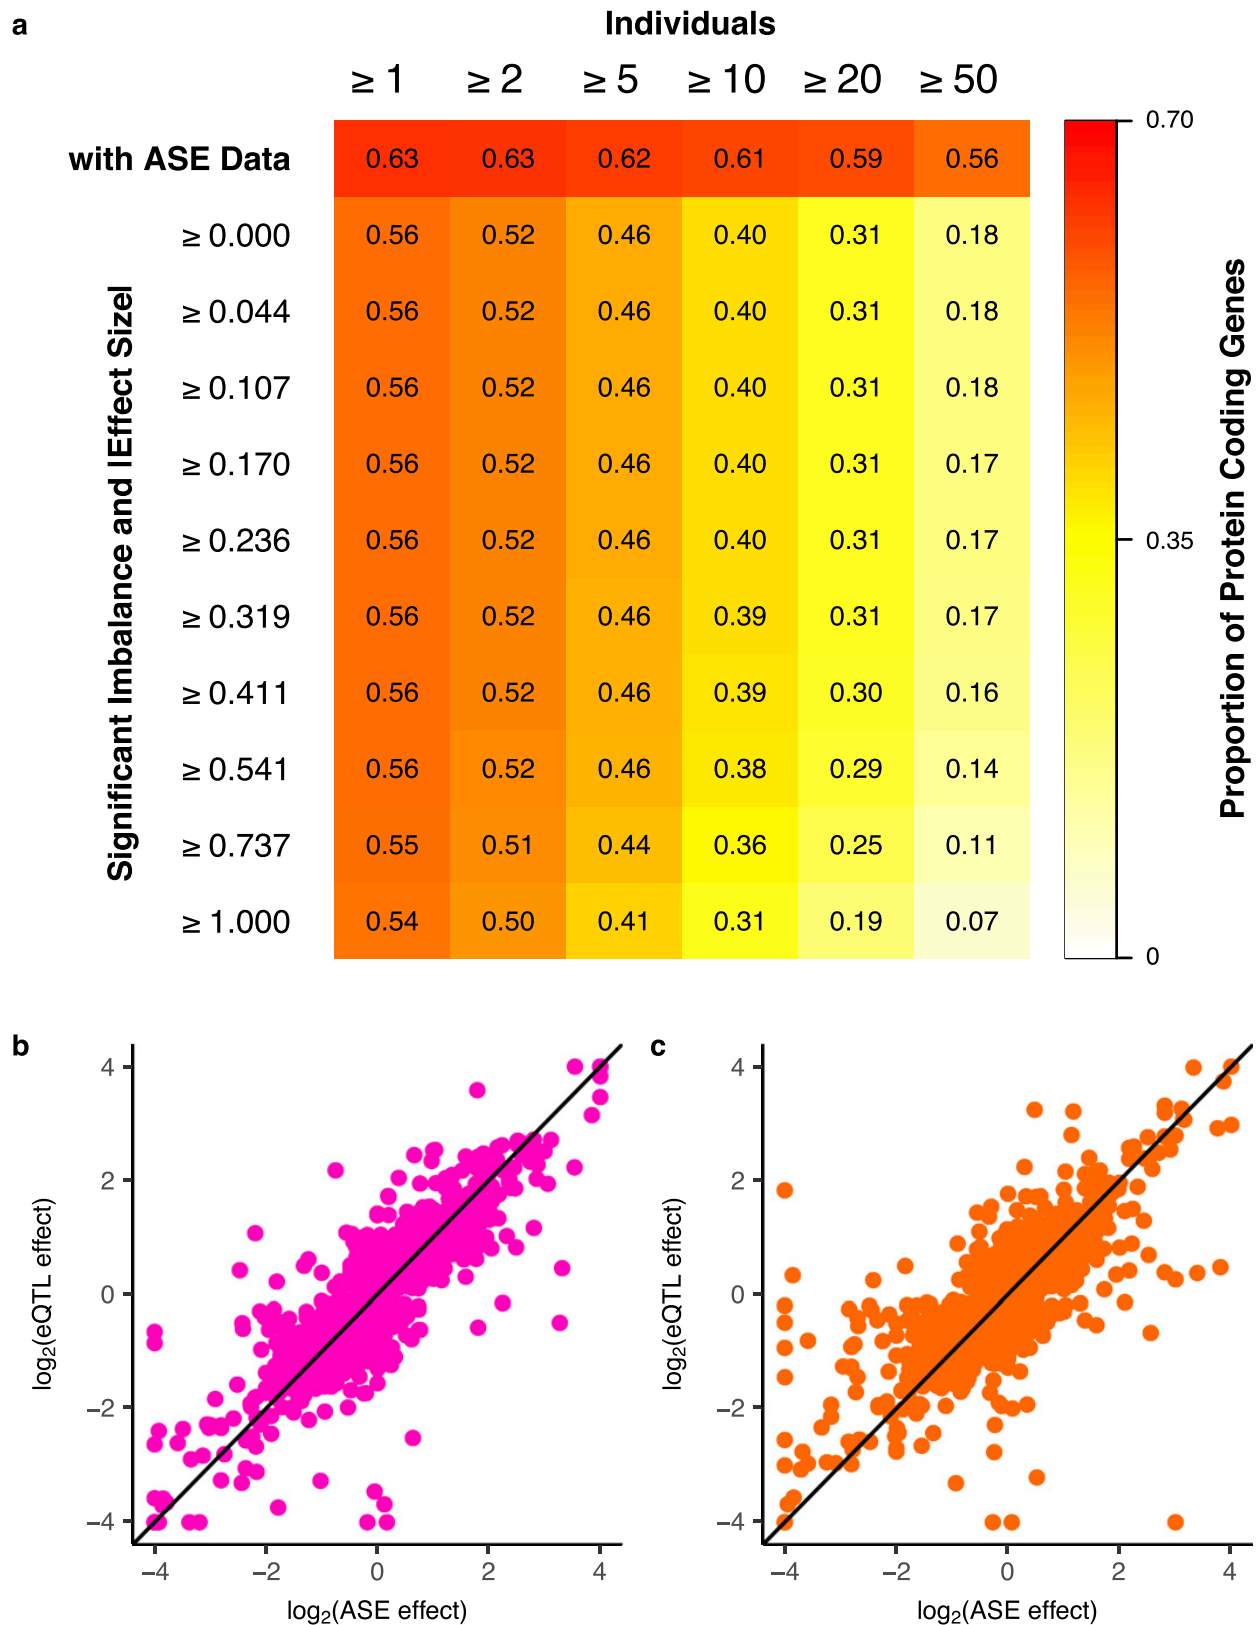 a
Individuals
≥ 1 ≥ 2 ≥ 5 ≥ 10 ≥ 20 ≥ 50
with ASE Data 0.63 0.63 0.62 0.61 0.59 0.56
≥ 0.000 0.56 0.52 0.46 0.40 0.31 0.18
≥ 0.044 0.56 0.52 0.46 0.40 0.31 0.18
≥ 0.107 0.56 0.52 0.46 0.40 0.31 0.18
≥ 0.170 0.56 0.52 0.46 0.40 0.31 0.17
≥ 0.236 0.56 0.52 0.46 0.40 0.31 0.17
≥ 0.319 0.56 0.52 0.46 0.39 0.31 0.17
≥ 0.411 0.56 0.52 0.46 0.39 0.30 0.16
≥ 0.541 0.56 0.52 0.46 0.38 0.29 0.14
≥ 0.737 0.55 0.51 0.44 0.36 0.25 0.11
≥ 1.000 0.54 0.50 0.41 0.31 0.19 0.07
Significant Imbalance and |Effect Size|
0.70
0.35
0
Proportion of Protein Coding Genes
b
4
2
0
−2
−4
log₂(eQTL effect)
−4 −2 0 2 4
log₂(ASE effect)
c
4
2
0
−2
−4
log₂(eQTL effect)
−4 −2 0 2 4
log₂(ASE effect)